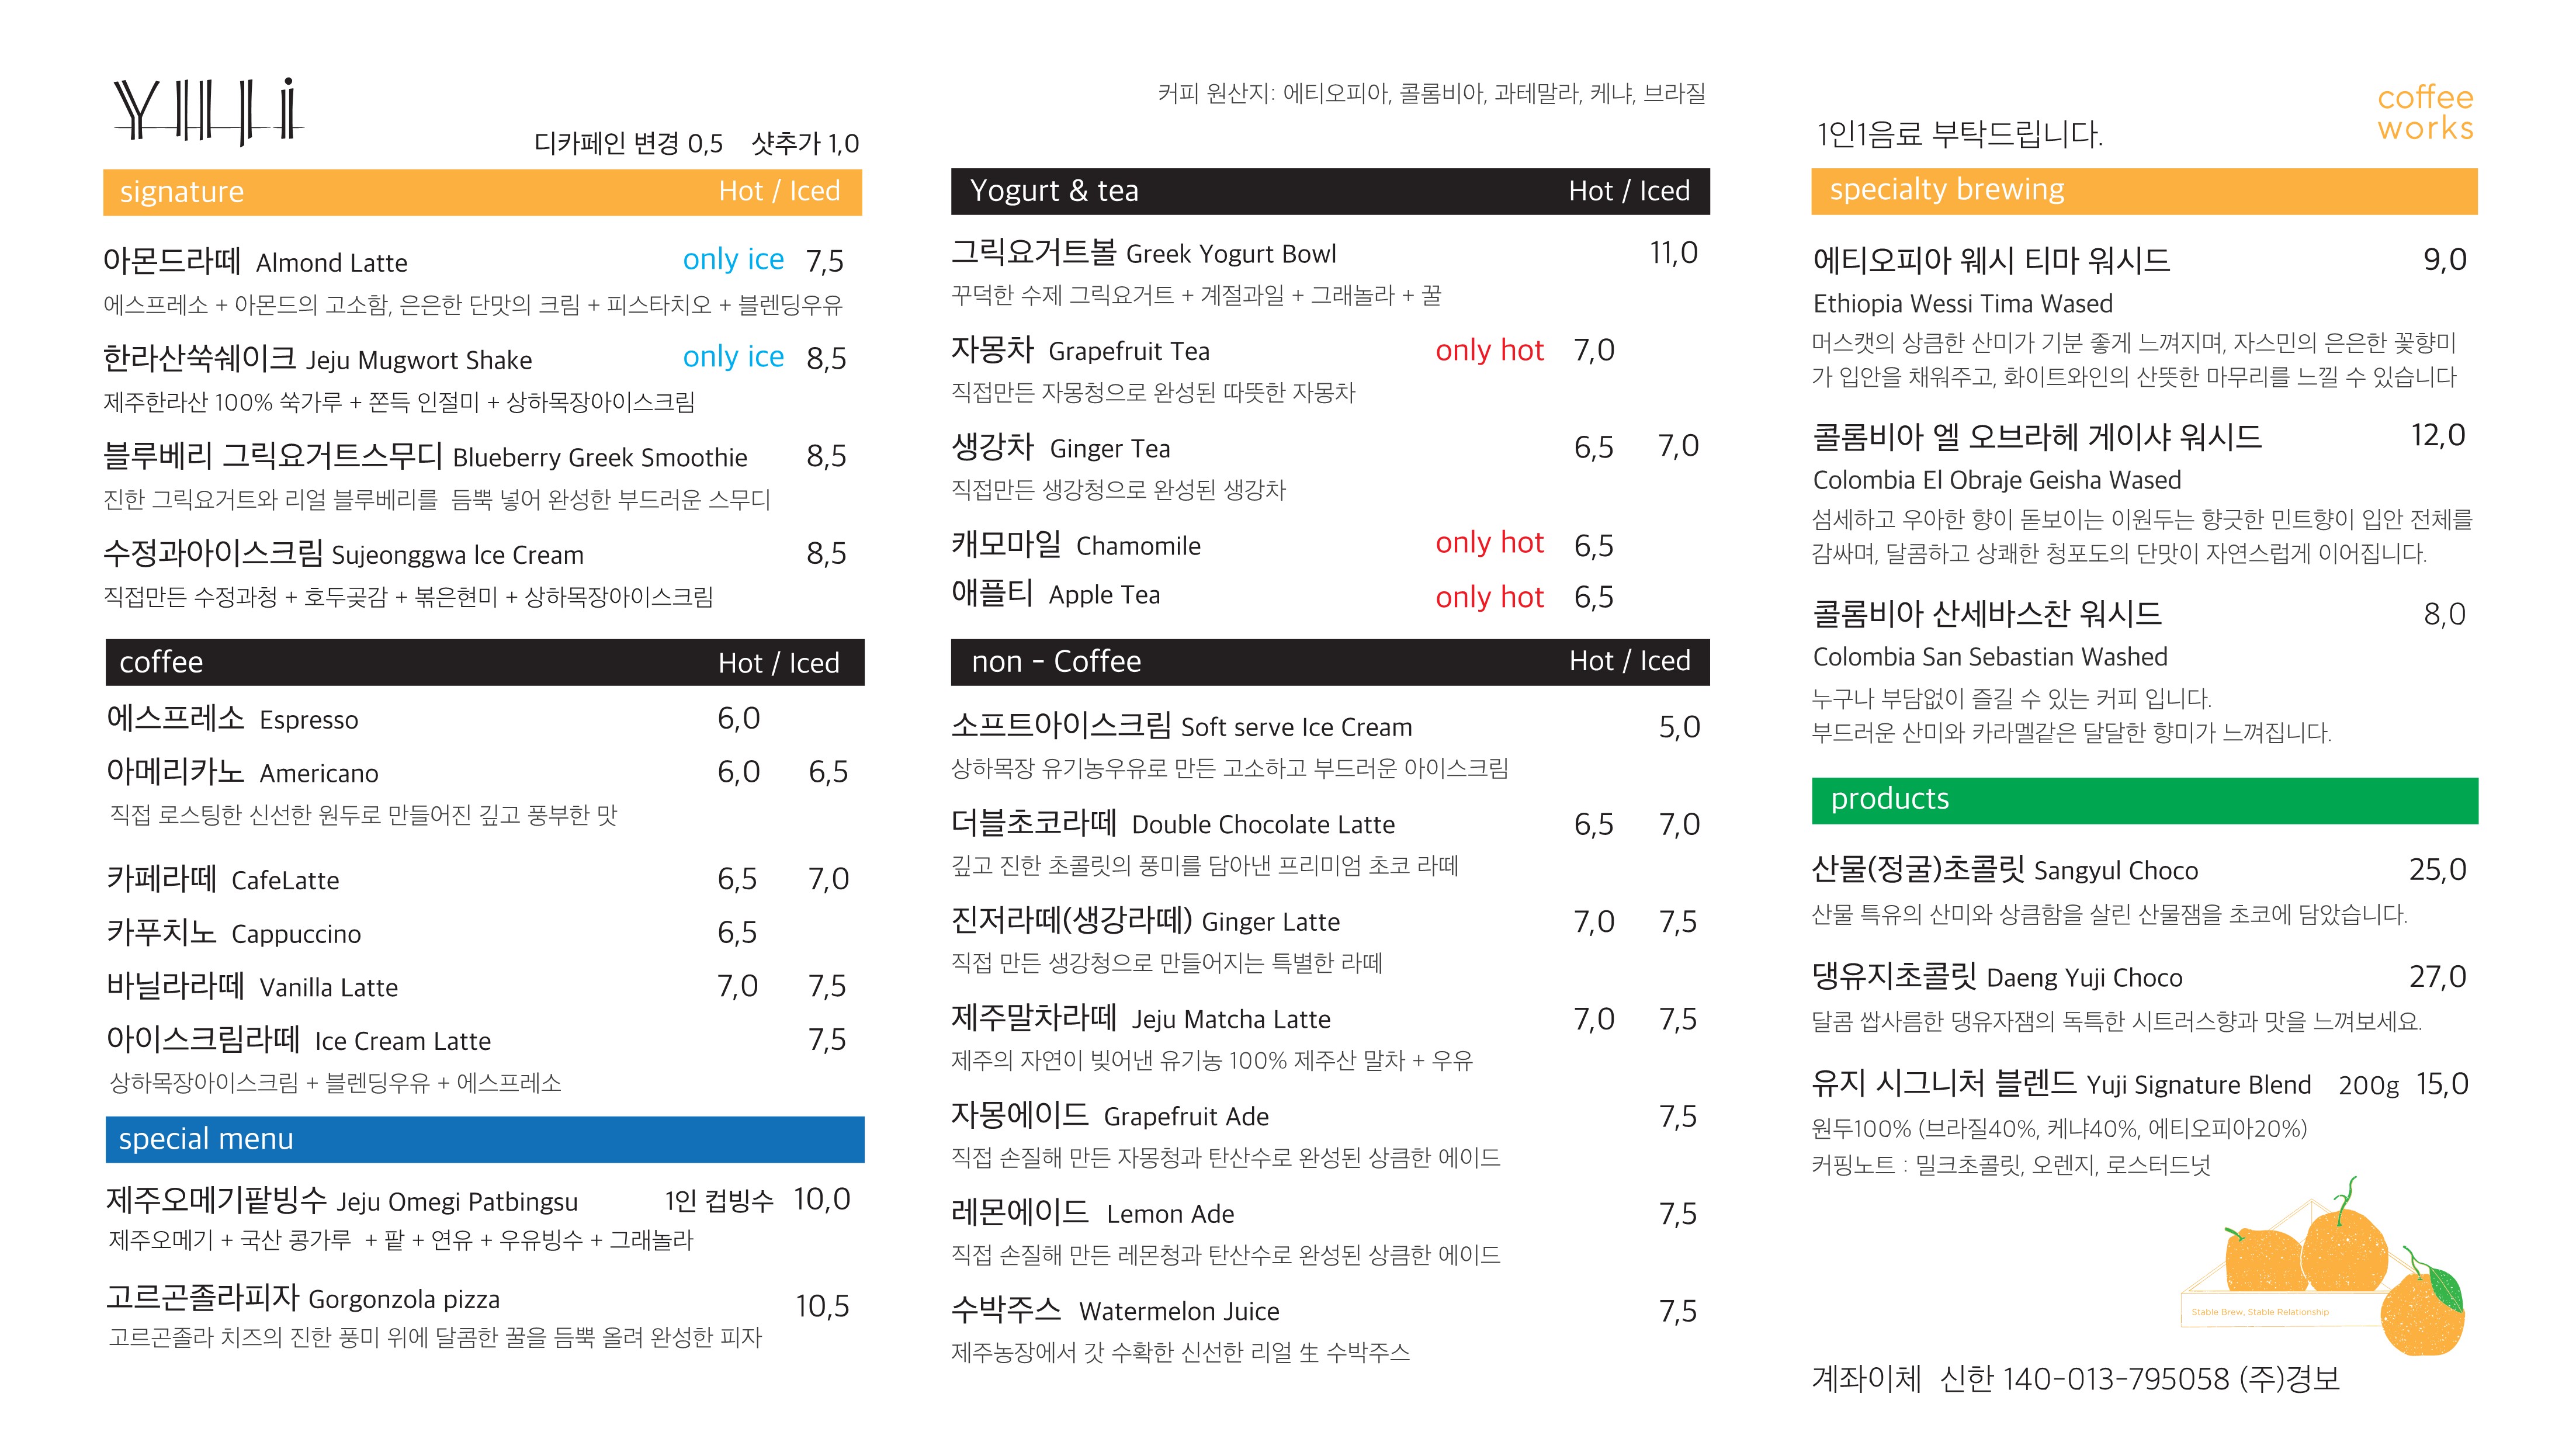 Yuji
디카페인 변경 0,5 샷추가 1,0
signature Hot / Iced
아몬드라떼 Almond Latte only ice 7,5
에스프레소 + 아몬드의 고소함, 은은한 단맛의 크림 + 피스타치오 + 블렌딩우유
한라산쑥쉐이크 Jeju Mugwort Shake only ice 8,5
제주한라산 100% 쑥가루 + 쫀득 인절미 + 상하목장아이스크림
블루베리 그릭요거트스무디 Blueberry Greek Smoothie 8,5
진한 그릭요거트와 리얼 블루베리를 듬뿍 넣어 완성한 부드러운 스무디
수정과아이스크림 Sujeonggwa lce Cream 8,5
직접만든 수정과청 + 호두곶감 + 볶은현미 + 상하목장아이스크림
coffee Hot / Iced
에스프레소 Espresso 6,0
아메리카노 Americano 6,0 6,5
직접 로스팅한 신선한 원두로 만들어진 깊고 풍부한 맛
카페라떼 CafeLatte 6,5 7,0
카푸치노 Cappuccino 6,5
바닐라라떼 Vanilla Latte 7,0 7,5
아이스크림라떼 Ice Cream Latte 7,5
상하목장아이스크림 + 블렌딩우유 + 에스프레소
special menu
제주오메기팥빙수 Jeju Omegi Patbingsu 1인 컵빙수 10,0
제주오메기 + 국산 콩가루 + 팥 + 연유 + 우유빙수 + 그래놀라
고르곤졸라피자 Gorgonzola pizza 10,5
고르곤졸라 치즈의 진한 풍미 위에 달콤한 꿀을 듬뿍 올려 완성한 피자
커피 원산지: 에티오피아, 콜롬비아, 과테말라, 케냐, 브라질
Yogurt & tea Hot / Iced
그릭요거트볼 Greek Yogurt Bowl 11,0
꾸덕한 수제 그릭요거트 + 계절과일 + 그래놀라 + 꿀
자몽차 Grapefruit Tea only hot 7,0
직접만든 자몽청으로 완성된 따뜻한 자몽차
생강차 Ginger Tea 6,5 7,0
직접만든 생강청으로 완성된 생강차
캐모마일 Chamomile only hot 6,5
애플티 Apple Tea only hot 6,5
non - Coffee Hot / Iced
소프트아이스크림 Soft serve Ice Cream 5,0
상하목장 유기농우유로 만든 고소하고 부드러운 아이스크림
더블초코라떼 Double Chocolate Latte 6,5 7,0
깊고 진한 초콜릿의 풍미를 담아낸 프리미엄 초코 라떼
진저라떼(생강라떼) Ginger Latte 7,0 7,5
직접 만든 생강청으로 만들어지는 특별한 라떼
제주말차라떼 Jeju Matcha Latte 7,0 7,5
제주의 자연이 빚어낸 유기농 100% 제주산 말차 + 우유
자몽에이드 Grapefruit Ade 7,5
직접 손질해 만든 자몽청과 탄산수로 완성된 상큼한 에이드
레몬에이드 Lemon Ade 7,5
직접 손질해 만든 레몬청과 탄산수로 완성된 상큼한 에이드
수박주스 Watermelon Juice 7,5
제주농장에서 갓 수확한 신선한 리얼 生 수박주스
coffee
works
1인1음료 부탁드립니다.
specialty brewing
에티오피아 웨시 티마 워시드 9,0
Ethiopia Wessi Tima Wased
머스캣의 상큼한 산미가 기분 좋게 느껴지며, 자스민의 은은한 꽃향미
가 입안을 채워주고, 화이트와인의 산뜻한 마무리를 느낄 수 있습니다
콜롬비아 엘 오브라헤 게이샤 워시드 12,0
Colombia El Obraje Geisha Wased
섬세하고 우아한 향이 돋보이는 이원두는 향긋한 민트향이 입안 전체를
감싸며, 달콤하고 상쾌한 청포도의 단맛이 자연스럽게 이어집니다.
콜롬비아 산세바스찬 워시드 8,0
Colombia San Sebastian Washed
누구나 부담없이 즐길 수 있는 커피 입니다.
부드러운 산미와 카라멜같은 달달한 향미가 느껴집니다.
products
산물(정굴)초콜릿 Sangyul Choco 25,0
산물 특유의 산미와 상큼함을 살린 산물잼을 초코에 담았습니다.
댕유지초콜릿 Daeng Yuji Choco 27,0
달콤 쌉사름한 댕유자잼의 독특한 시트러스향과 맛을 느껴보세요.
유지 시그니처 블렌드 Yuji Signature Blend 200g 15,0
원두100% (브라질40%, 케냐40%, 에티오피아20%)
커핑노트 : 밀크초콜릿, 오렌지, 로스터드넛
Stable Brew, Stable Relationship
계좌이체 신한 140-013-795058 (주)경보